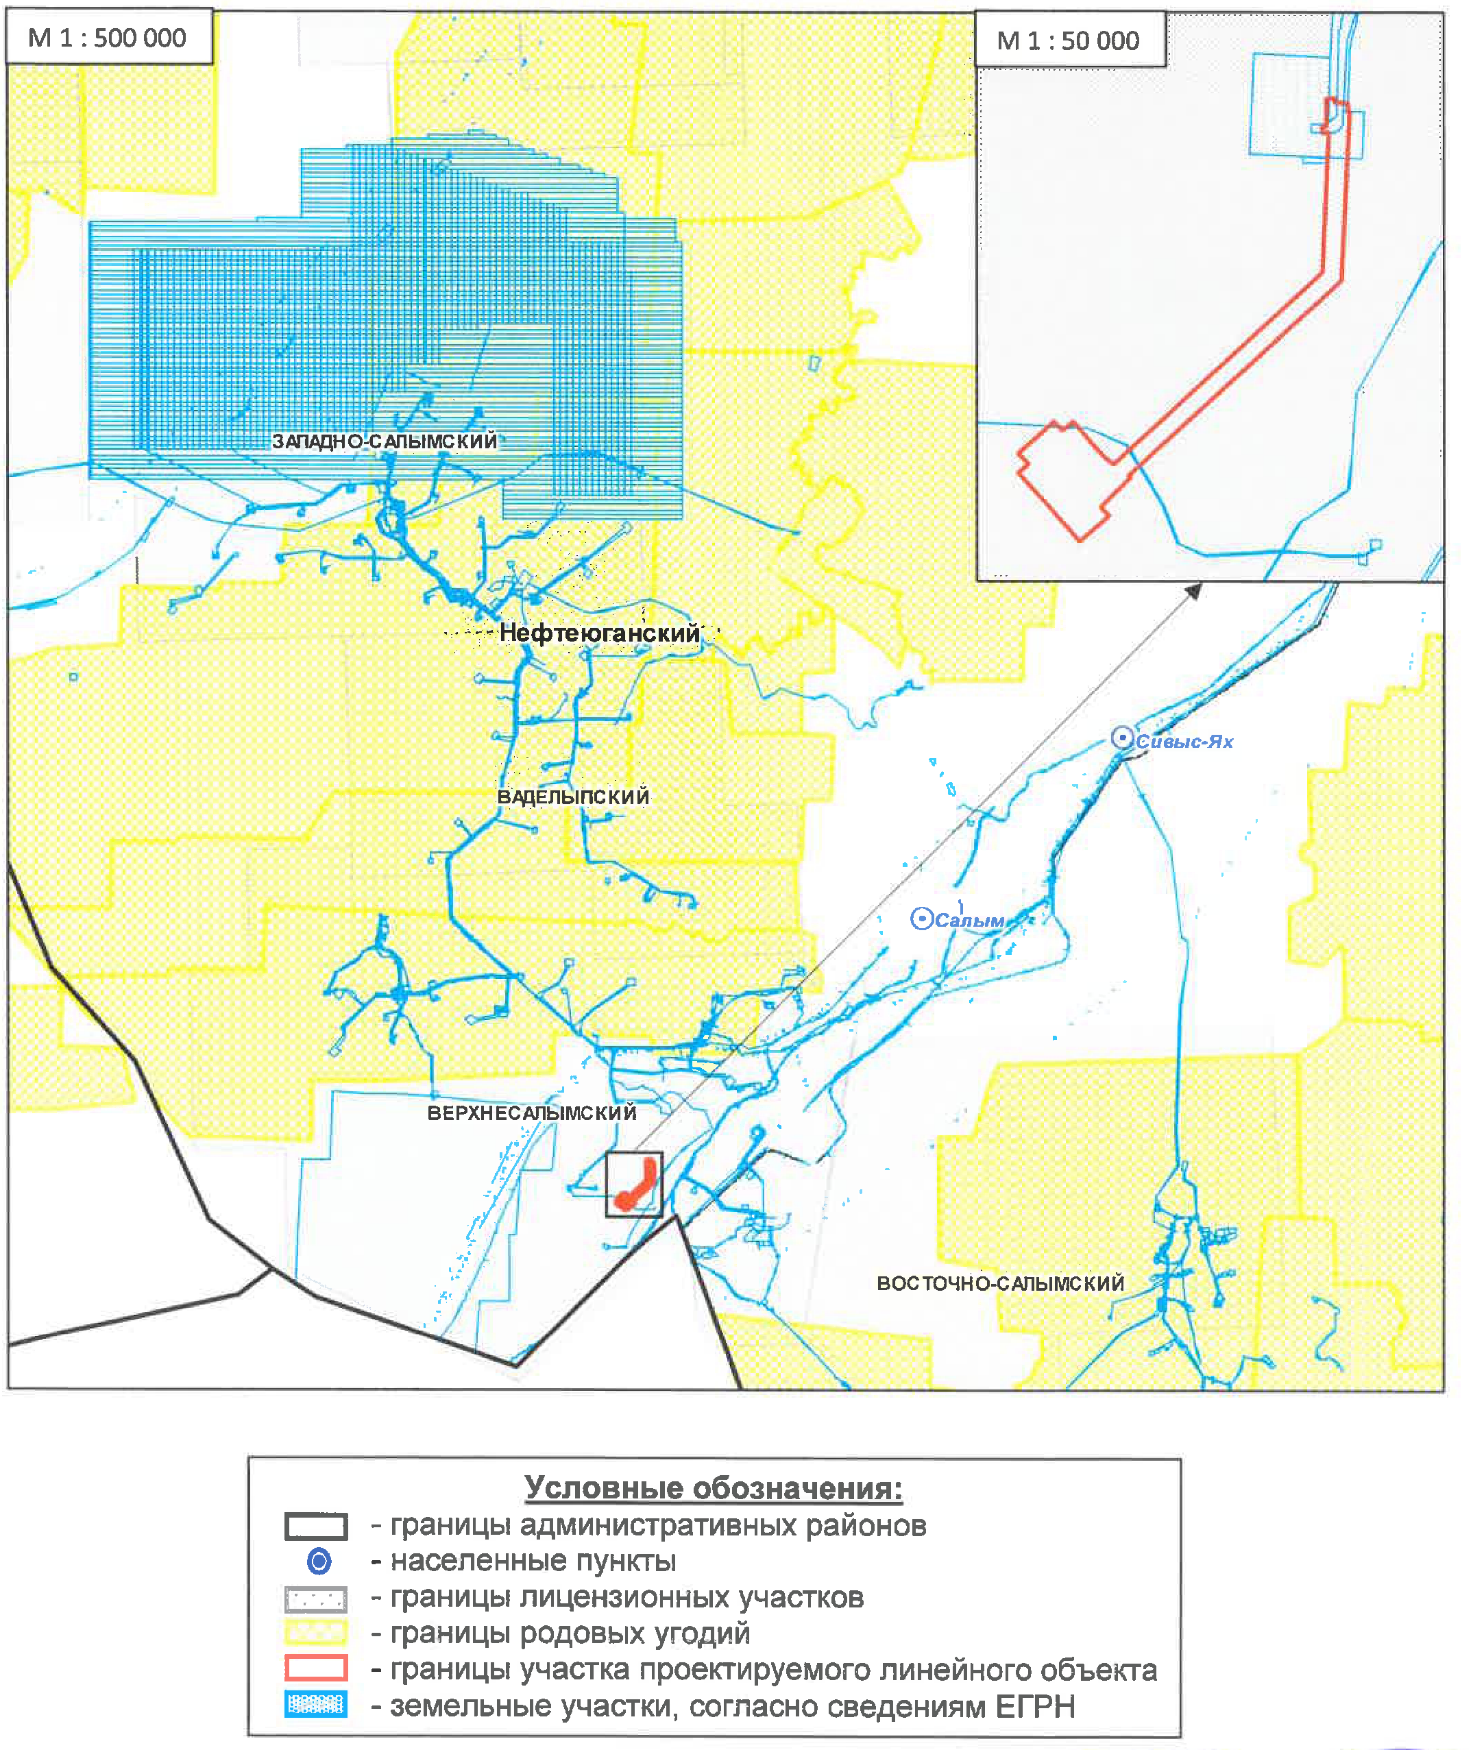 М 1 : 500 000
М 1 : 50 000
ЗАПАДНО-САЛЫМСКИЙ
Нефтеюганский
Сивыс-Ях
ВАДЕЛЫПСКИЙ
Салым
ВЕРХНЕСАЛЫМСКИЙ
ВОСТОЧНО-САЛЫМСКИЙ
Условные обозначения:
- границы административных районов
- населенные пункты
- границы лицензионных участков
- границы родовых угодий
- границы участка проектируемого линейного объекта
- земельные участки, согласно сведениям ЕГРН